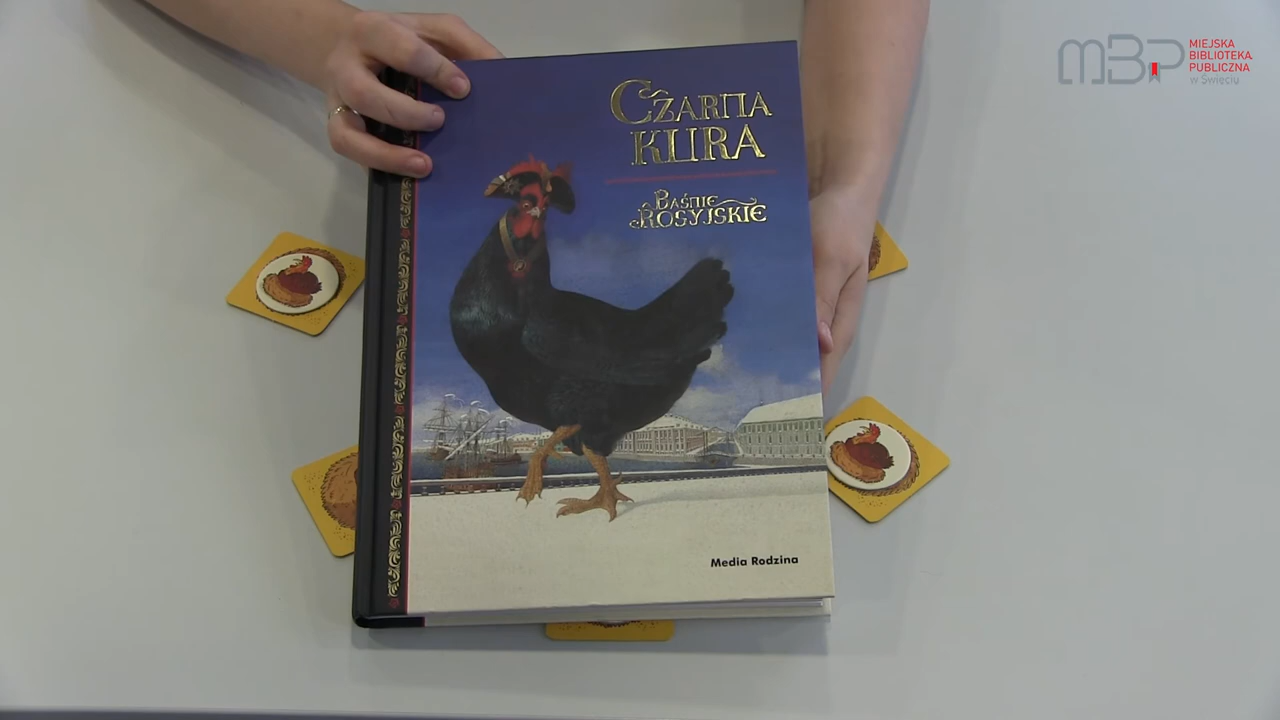 CZARNA
KURA
BAŚNIE
ROSYJSKIE
Media Rodzina
MBP
MIEJSKA
BIBLIOTEKA
PUBLICZNA
w Świeciu